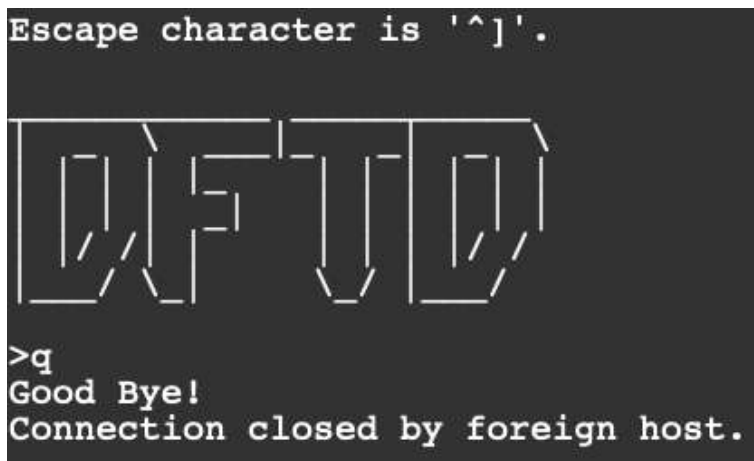 Escape character is '^]'.
DFTD
>q
Good Bye!
Connection closed by foreign host.